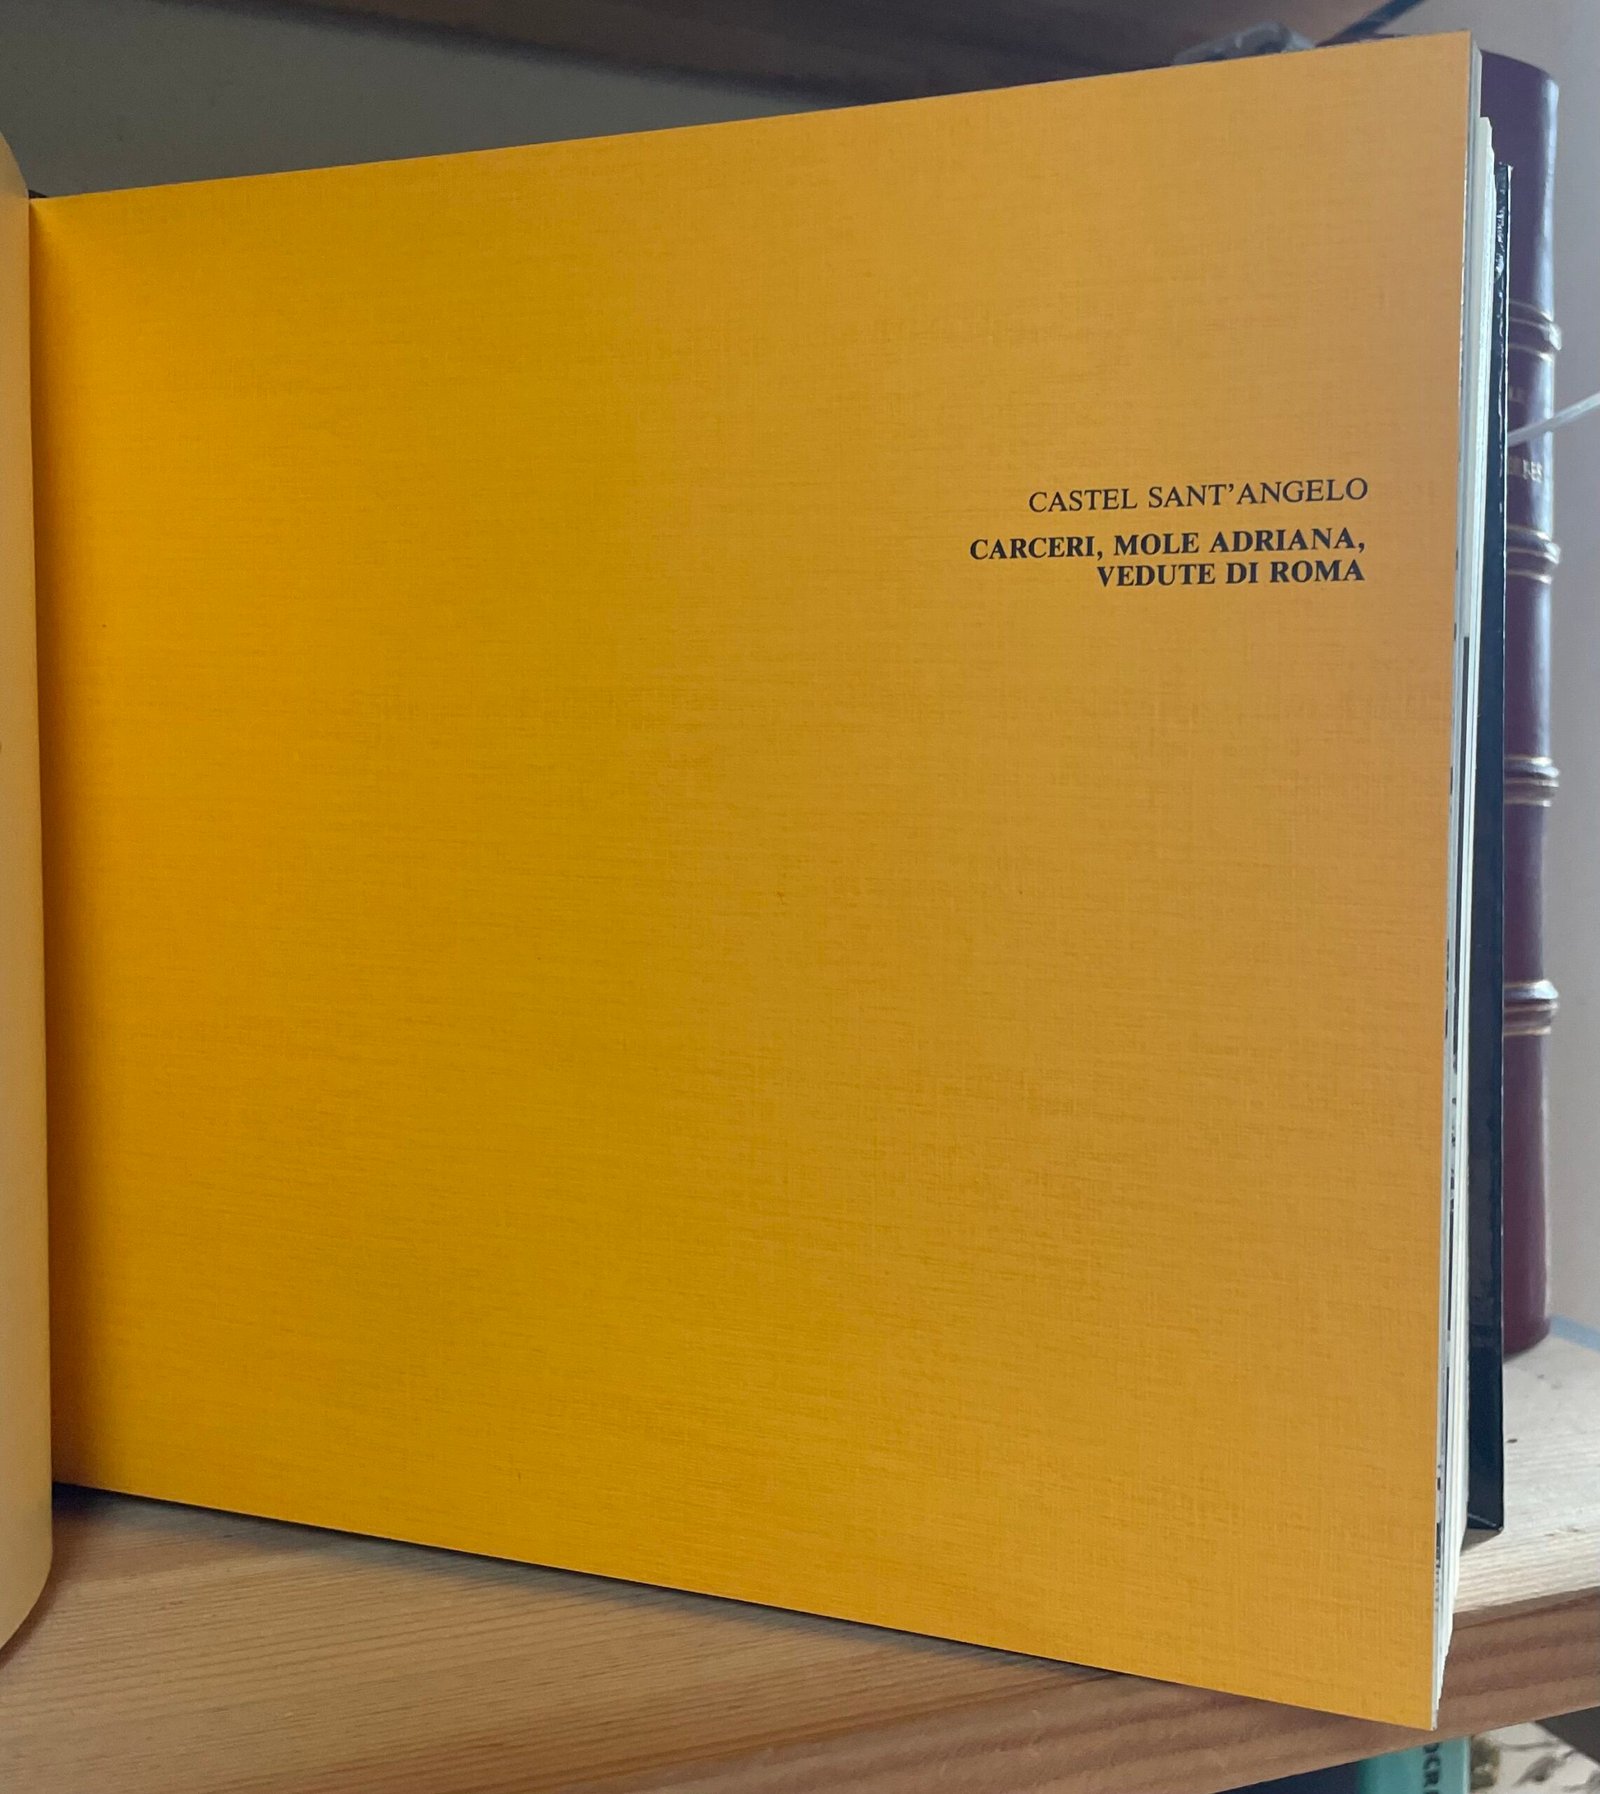 CASTEL SANT'ANGELO
CARCERI, MOLE ADRIANA,
VEDUTE DI ROMA